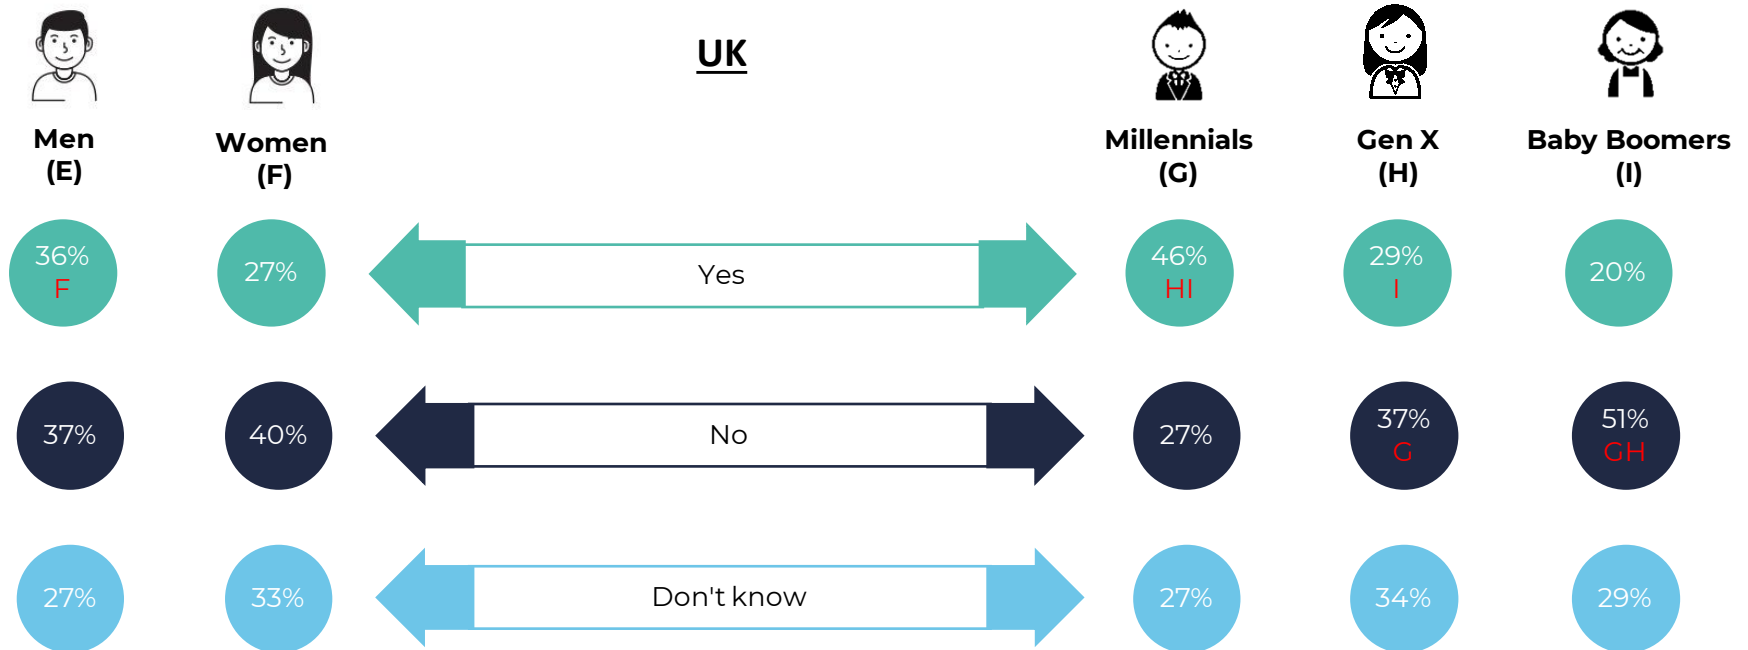 UK
Men
(E)
Women
(F)
Millennials
(G)
Gen X
(H)
Baby Boomers
(I)
36%
F
27%
Yes
46%
HI
29%
I
20%
37%
40%
No
27%
37%
G
51%
GH
27%
33%
Don't know
27%
34%
29%